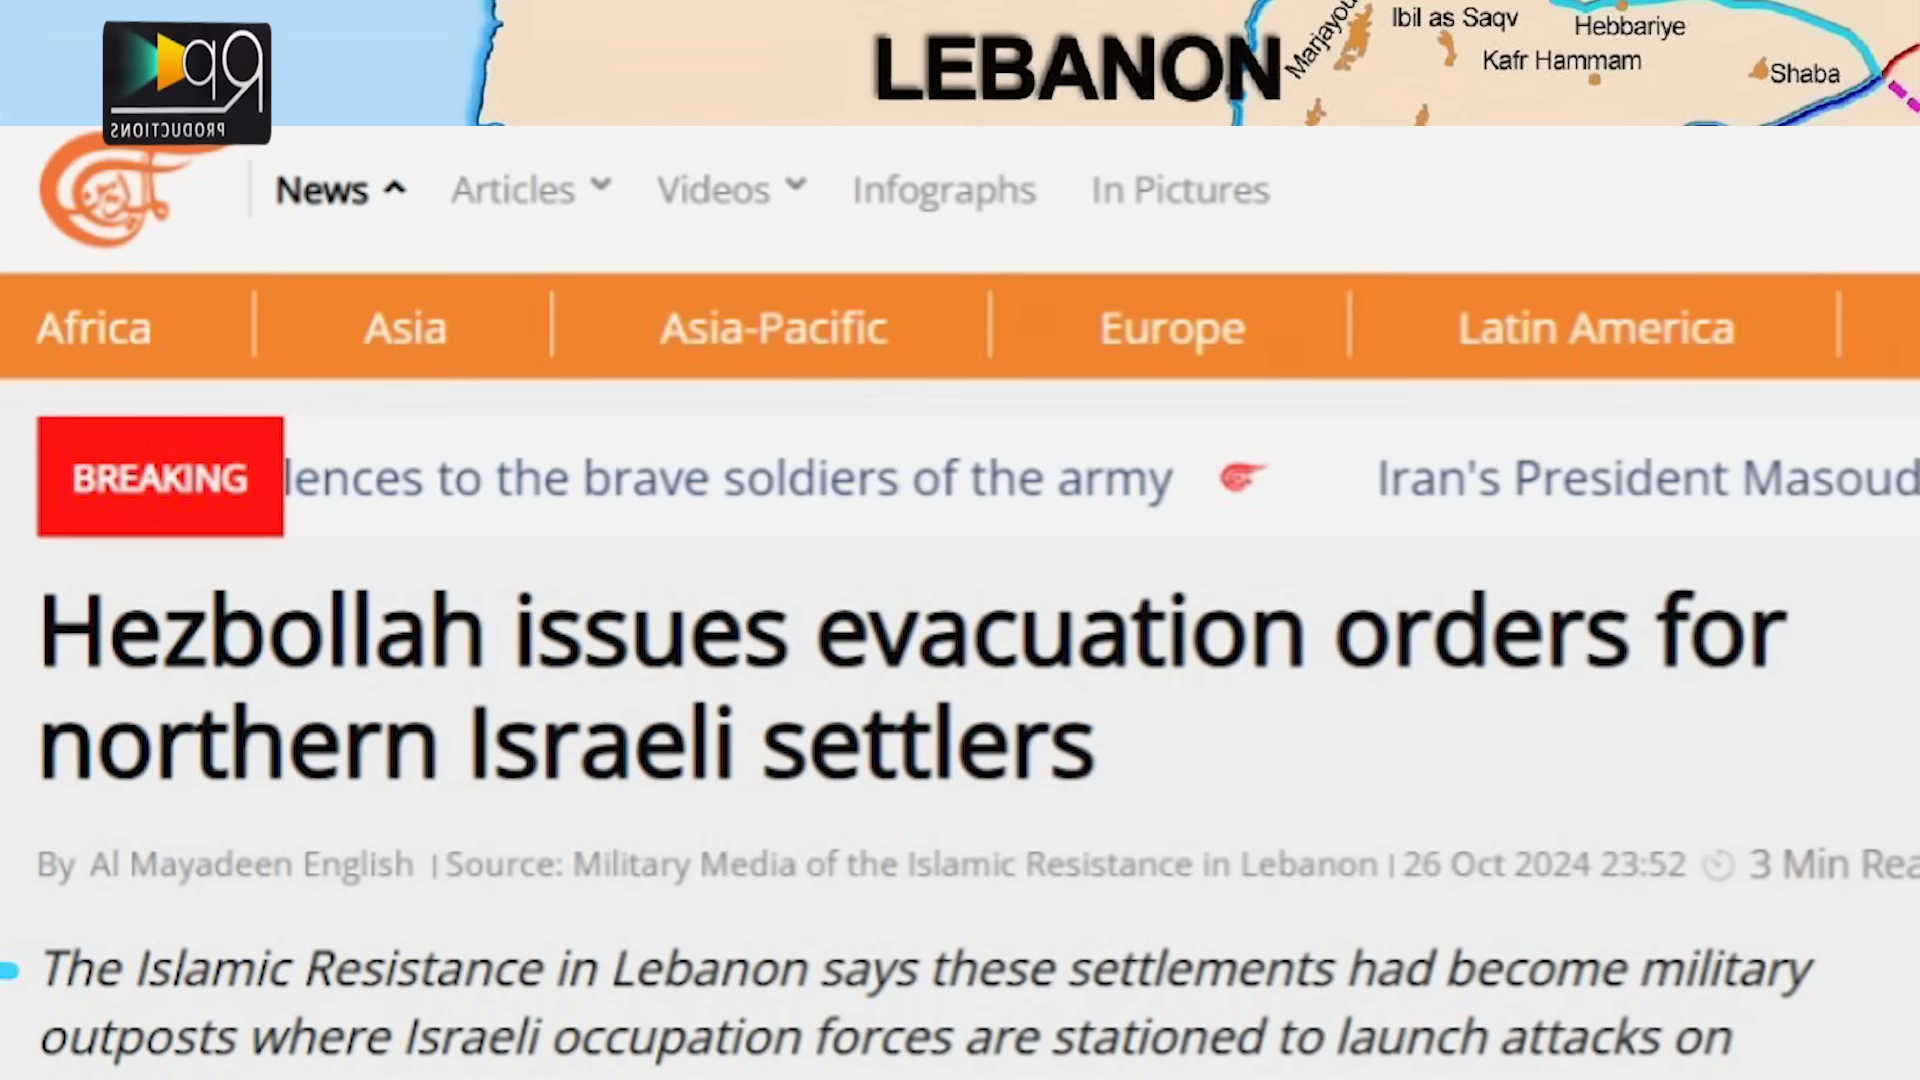 LEBANON
Marjayou
Ibil as Saqv
Hebbariye
Kafr Hammam
Shaba
PRODUCTIONS
News
Articles
Videos
Infographs
In Pictures
Africa
Asia
Asia-Pacific
Europe
Latin America
BREAKING
lences to the brave soldiers of the army
Iran's President Masoud
Hezbollah issues evacuation orders for
northern Israeli settlers
By Al Mayadeen English | Source: Military Media of the Islamic Resistance in Lebanon | 26 Oct 2024 23:52
3 Min Rea
The Islamic Resistance in Lebanon says these settlements had become military
outposts where Israeli occupation forces are stationed to launch attacks on